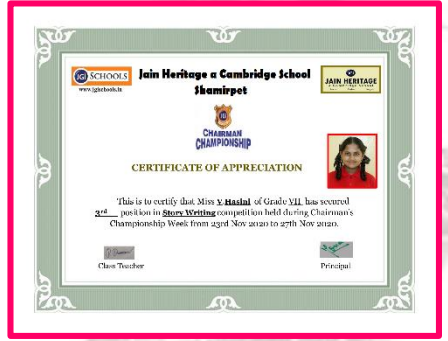 JGI SCHOOLS
www.jgischools.in
Jain Heritage a Cambridge School
Shamirpet
JGI
JAIN HERITAGE
CHAIRMAN
CHAMPIONSHIP
CERTIFICATE OF APPRECIATION
This is to certify that Miss V.Hasini of Grade VII has secured
3rd position in Story Writing competition held during Chairman's
Championship Week from 23rd Nov 2020 to 27th Nov 2020.
Class Teacher
Principal